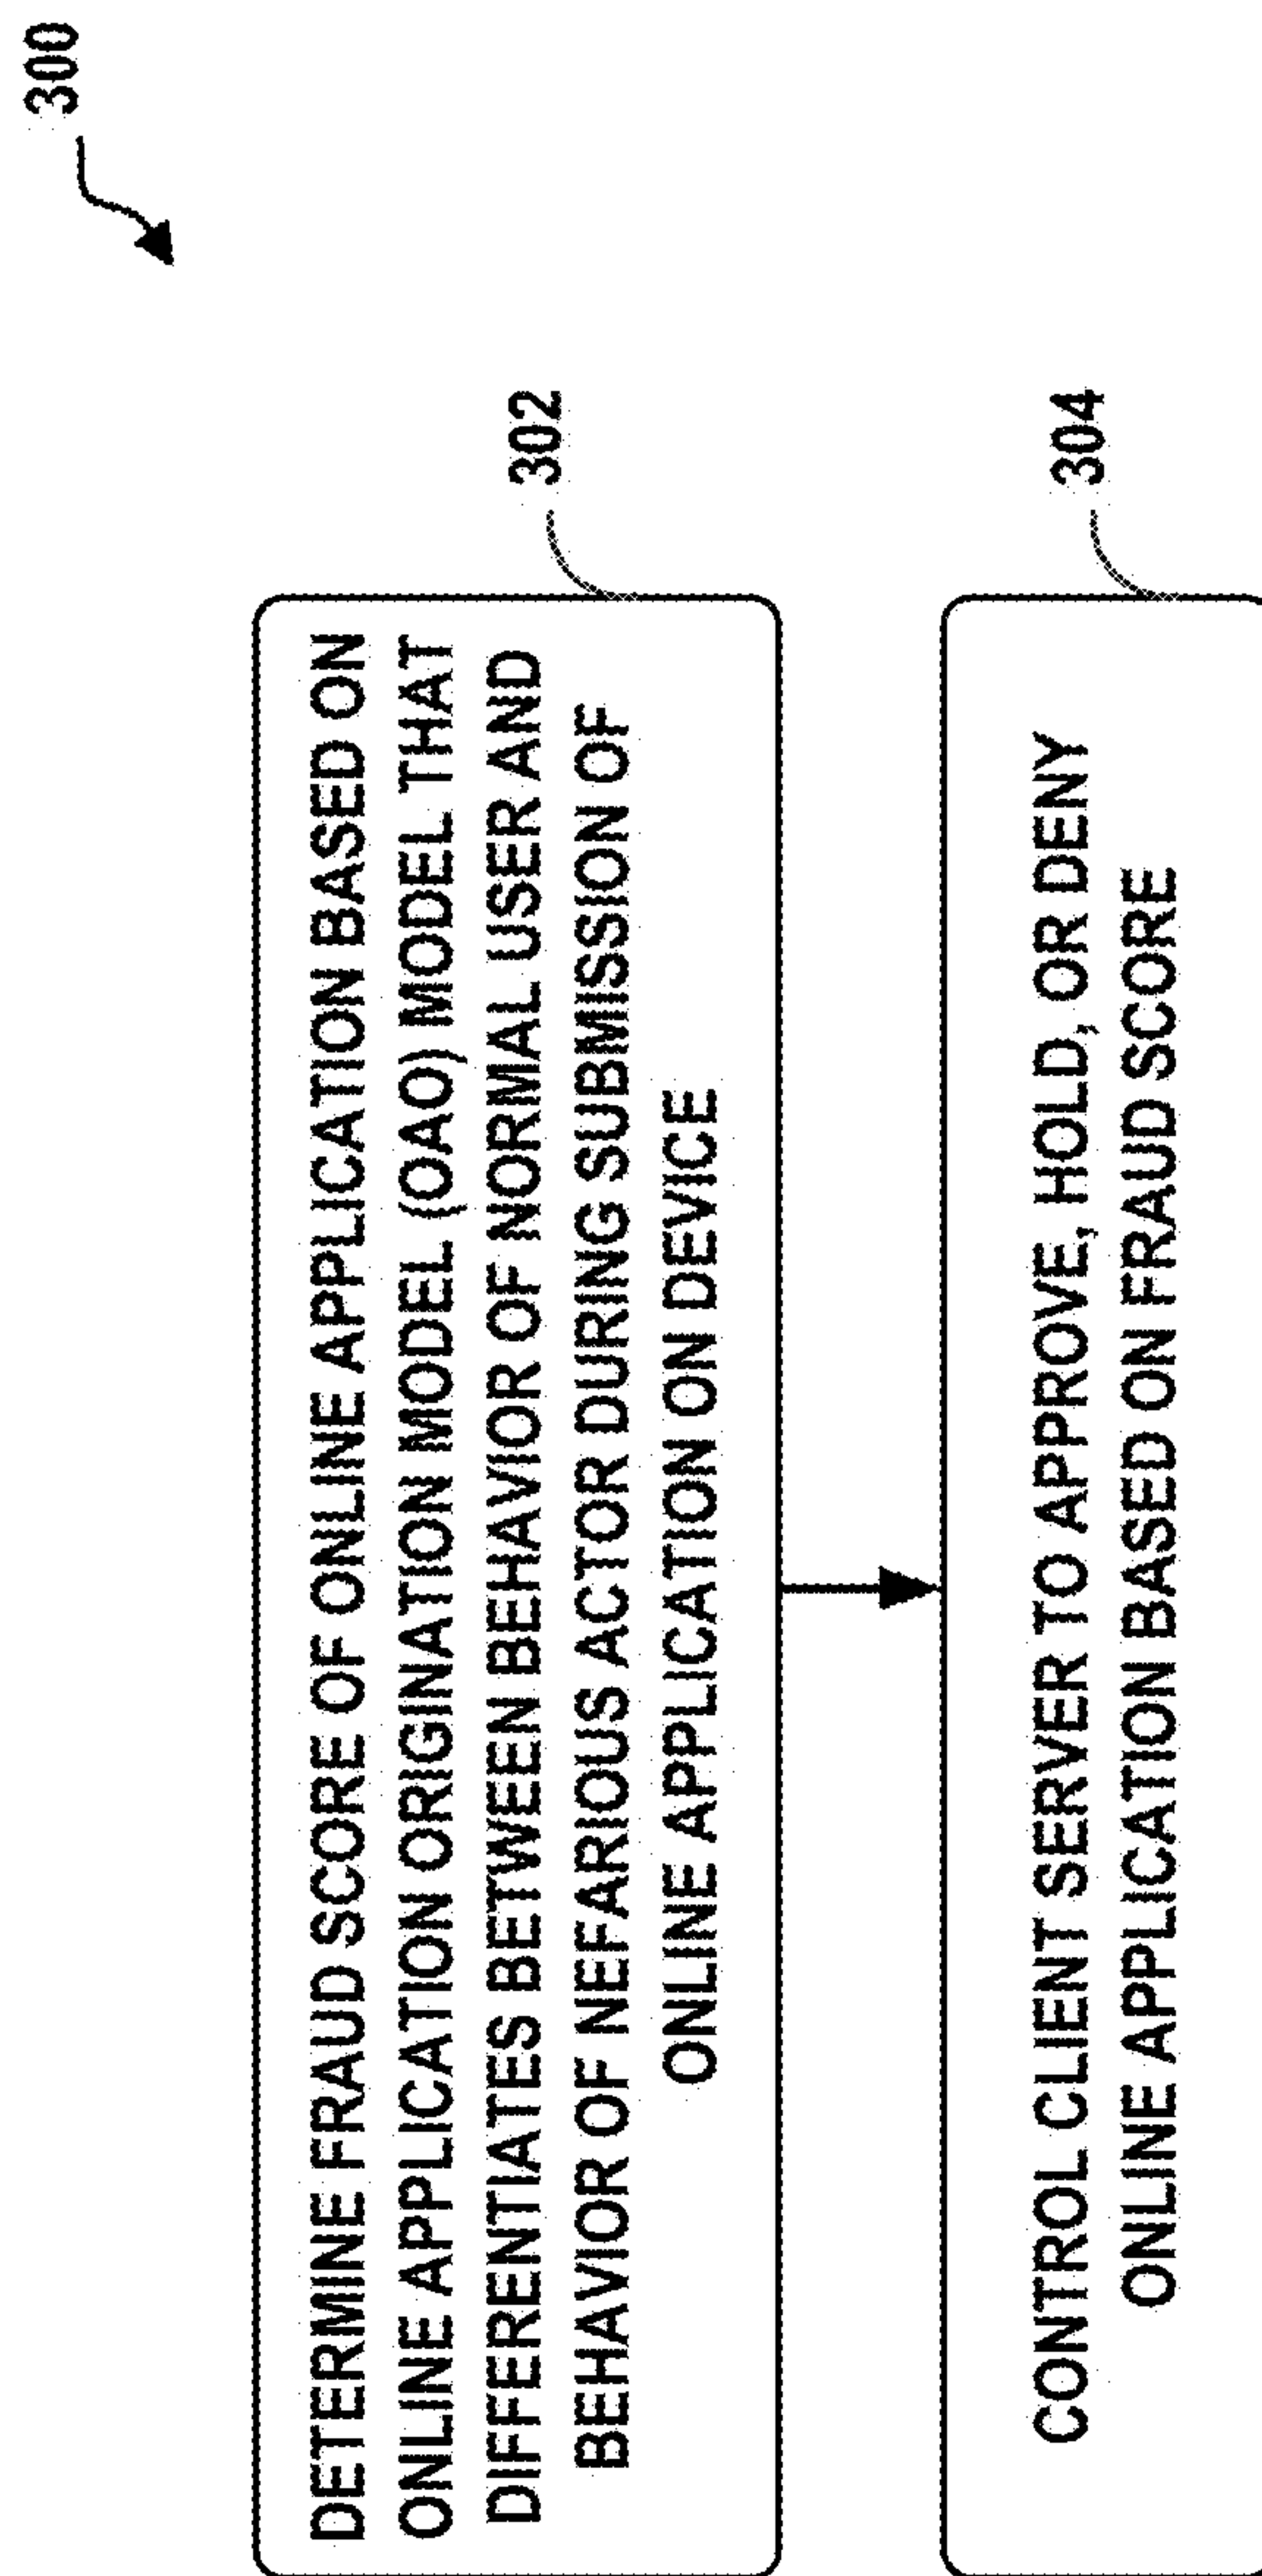 300
302
DETERMINE FRAUD SCORE OF ONLINE APPLICATION BASED ON
ONLINE APPLICATION ORIGINATION MODEL (OAO) MODEL THAT
DIFFERENTIATES BETWEEN BEHAVIOR OF NORMAL USER AND
BEHAVIOR OF NEFARIOUS ACTOR DURING SUBMISSION OF
ONLINE APPLICATION ON DEVICE
304
CONTROL CLIENT SERVER TO APPROVE, HOLD, OR DENY
ONLINE APPLICATION BASED ON FRAUD SCORE